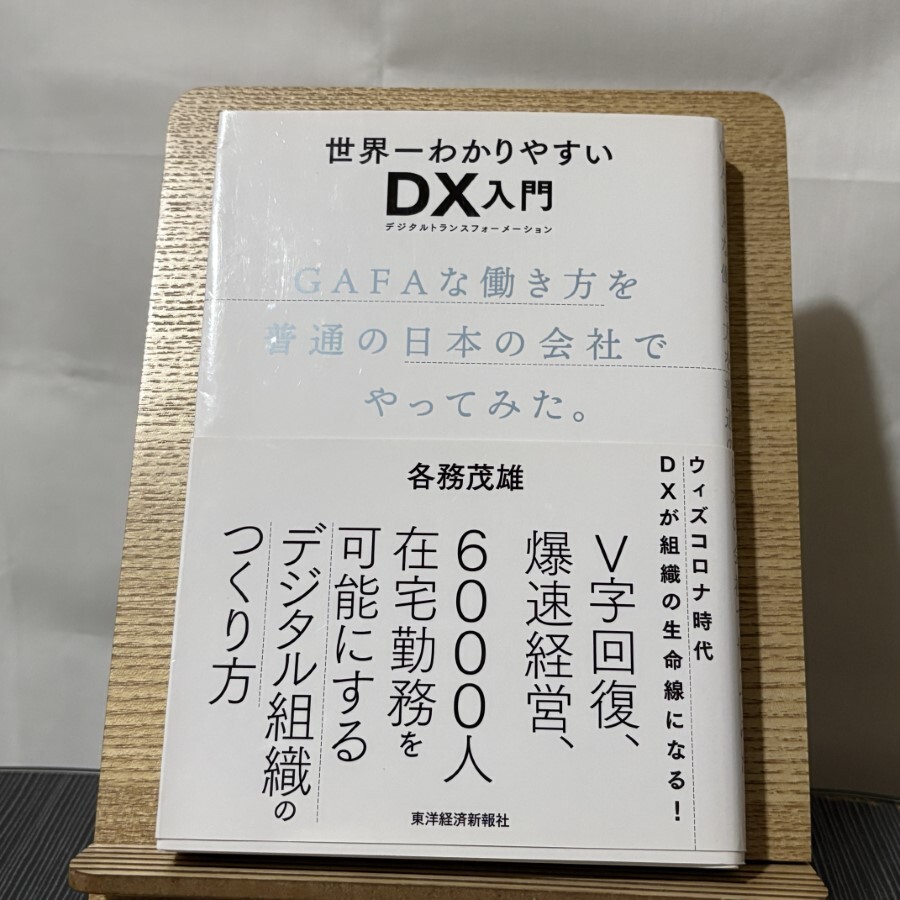 世界一わかりやすい
DX入門
デジタルトランスフォーメーション
GAFAな働き方を
普通の日本の会社で
やってみた。
各務茂雄
ウィズコロナ時代
DXが組織の生命線になる!
V字回復、
爆速経営、
6000人
在宅勤務を
可能にする
デジタル組織の
つくり方
東洋経済新報社